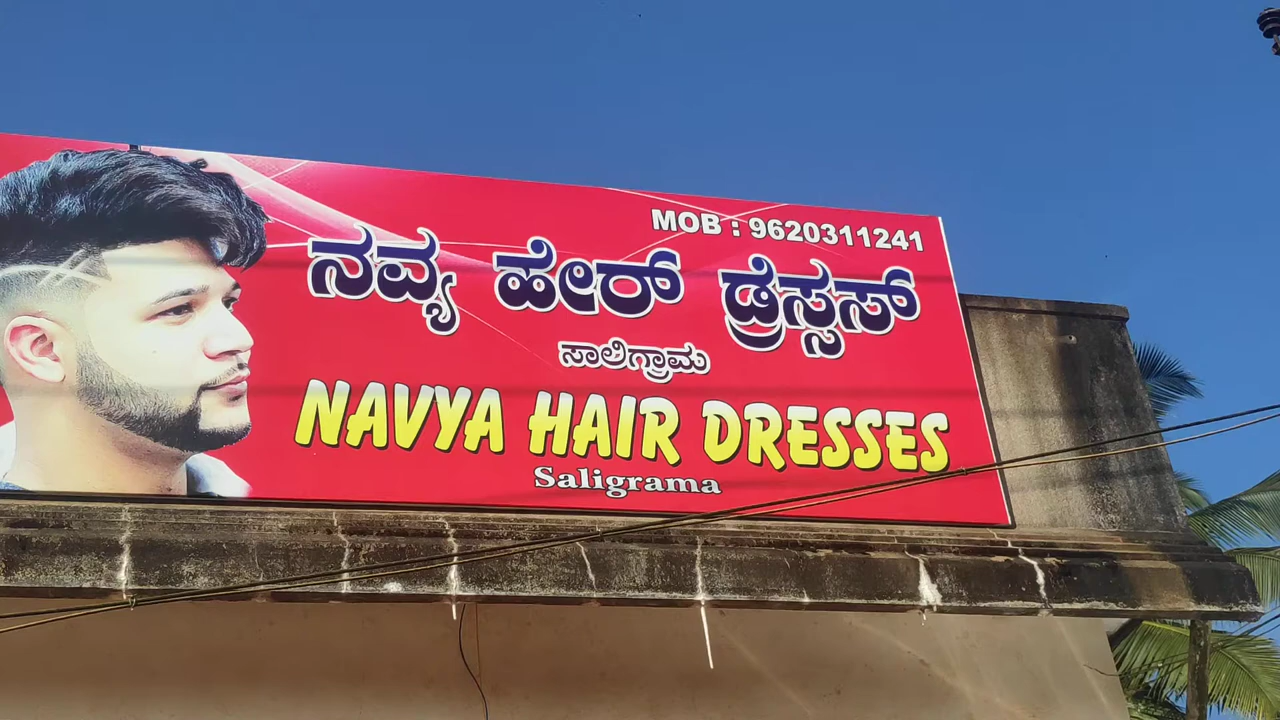 MOB : 9620311241
ನವ್ಯ ಹೇರ್ ಡ್ರೆಸ್ಸಸ್
ಸಾಲಿಗ್ರಾಮ
NAVYA HAIR DRESSES
Saligrama